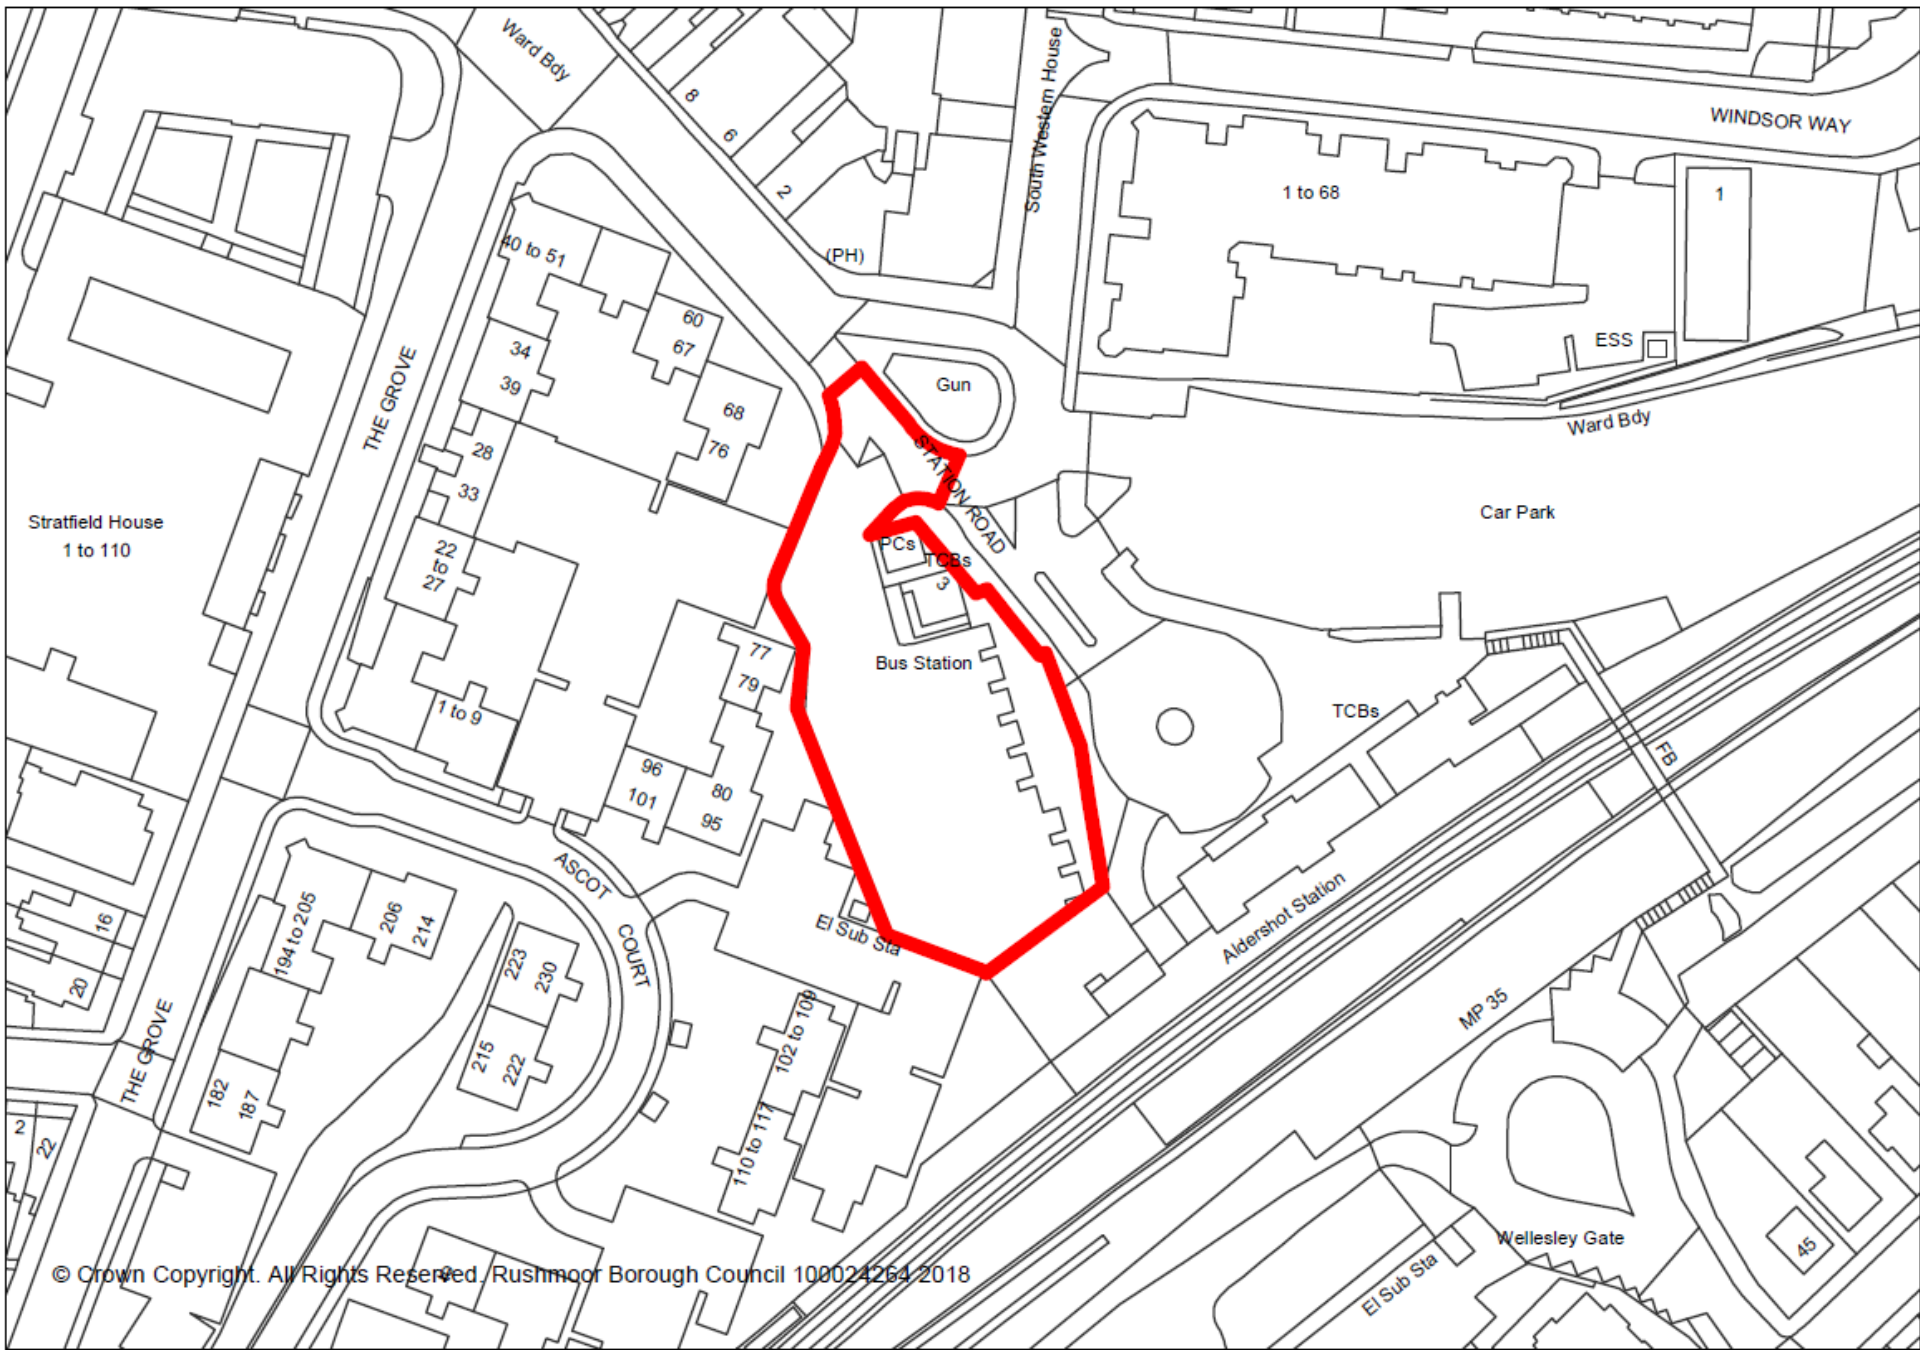 Ward Bdy
8
6
2
(PH)
South Western House
WINDSOR WAY
1 to 68
1
ESS
Ward Bdy
40 to 51
60
67
34
39
68
76
Gun
THE GROVE
28
33
STATION ROAD
Car Park
Stratfield House
1 to 110
22
to
27
PCs
TCBs
3
Bus Station
77
79
1 to 9
TCBs
FB
96
101
80
95
ASCOT COURT
El Sub Sta
Aldershot Station
16
20
194 to 205
206
214
223
230
THE GROVE
215
222
182
187
102 to 109
110 to 117
MP 35
2
22
Wellesley Gate
45
El Sub Sta
© Crown Copyright. All Rights Reserved. Rushmoor Borough Council 100024264 2018